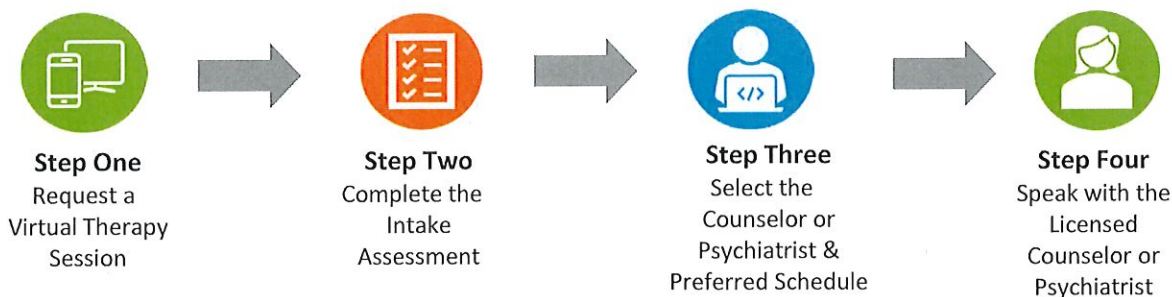 Step One
Request a
Virtual Therapy
Session
Step Two
Complete the
Intake
Assessment
</>
Step Three
Select the
Counselor or
Psychiatrist &
Preferred Schedule
Step Four
Speak with the
Licensed
Counselor or
Psychiatrist